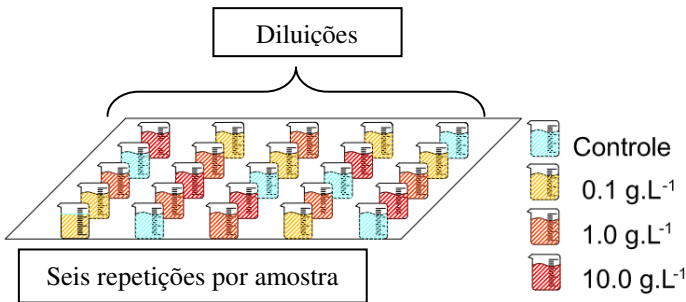 Diluições
Controle
0.1 g.L⁻¹
1.0 g.L⁻¹
10.0 g.L⁻¹
Seis repetições por amostra